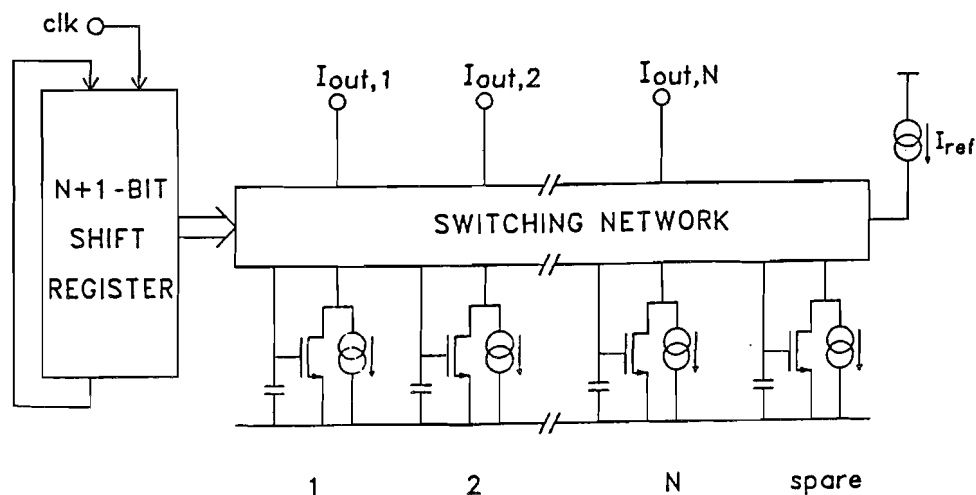 clk
Iout,1
Iout,2
Iout,N
Iref
N+1-BIT
SHIFT
REGISTER
SWITCHING NETWORK
1
2
N
spare